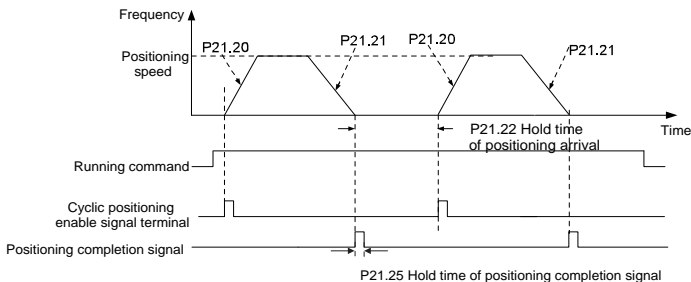 Frequency
P21.20
P21.21
P21.20
P21.21
Positioning
speed
P21.22 Hold time
of positioning arrival
Time
Running command
Cyclic positioning
enable signal terminal
Positioning completion signal
P21.25 Hold time of positioning completion signal